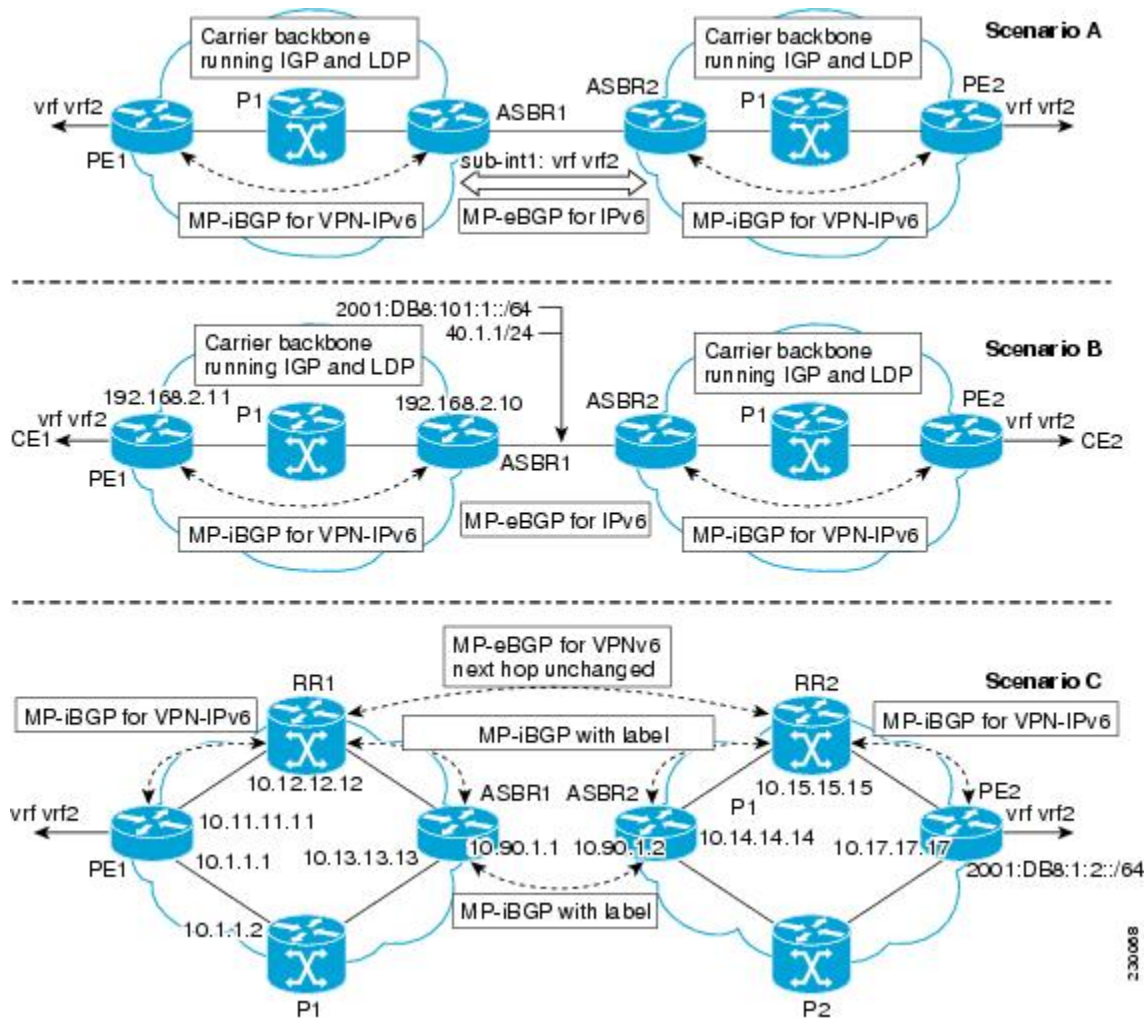 Scenario A
Carrier backbone
running IGP and LDP
Carrier backbone
running IGP and LDP
vrf vrf2
P1
ASBR1
ASBR2
P1
PE2
vrf vrf2
PE1
sub-int1: vrf vrf2
MP-iBGP for VPN-IPv6
MP-eBGP for IPv6
MP-iBGP for VPN-IPv6
2001:DB8:101:1::/64
40.1.1/24
Scenario B
Carrier backbone
running IGP and LDP
Carrier backbone
running IGP and LDP
192.168.2.11
P1
192.168.2.10
ASBR2
P1
PE2
vrf vrf2
CE1
vrf vrf2
CE2
PE1
ASBR1
MP-iBGP for VPN-IPv6
MP-eBGP for IPv6
MP-iBGP for VPN-IPv6
MP-eBGP for VPNv6
next hop unchanged
Scenario C
RR1
RR2
MP-iBGP for VPN-IPv6
MP-iBGP for VPN-IPv6
MP-iBGP with label
10.12.12.12
10.15.15.15
ASBR1
ASBR2
P1
PE2
vrf vrf2
10.11.11.11
10.14.14.14
vrf vrf2
PE1
10.1.1.1
10.13.13.13
10.90.1.1
10.90.1.2
10.17.17.17
2001:DB8:1:2::/64
MP-iBGP with label
10.1.1.2
P1
P2
230068